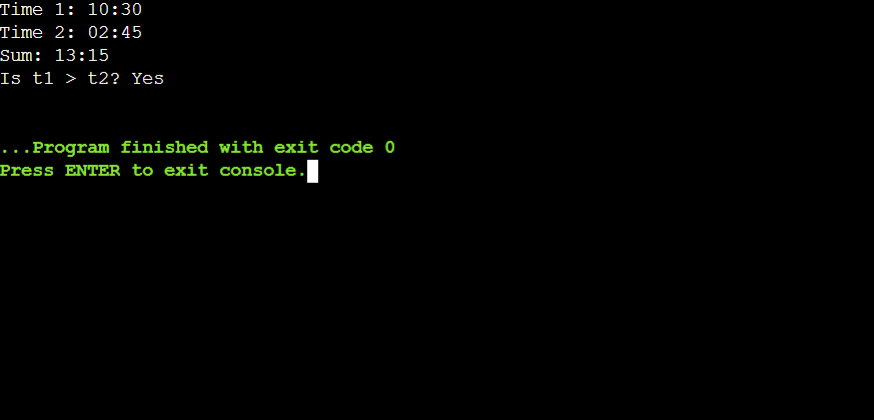 Time 1: 10:30
Time 2: 02:45
Sum: 13:15
Is t1 > t2? Yes
...Program finished with exit code 0
Press ENTER to exit console.